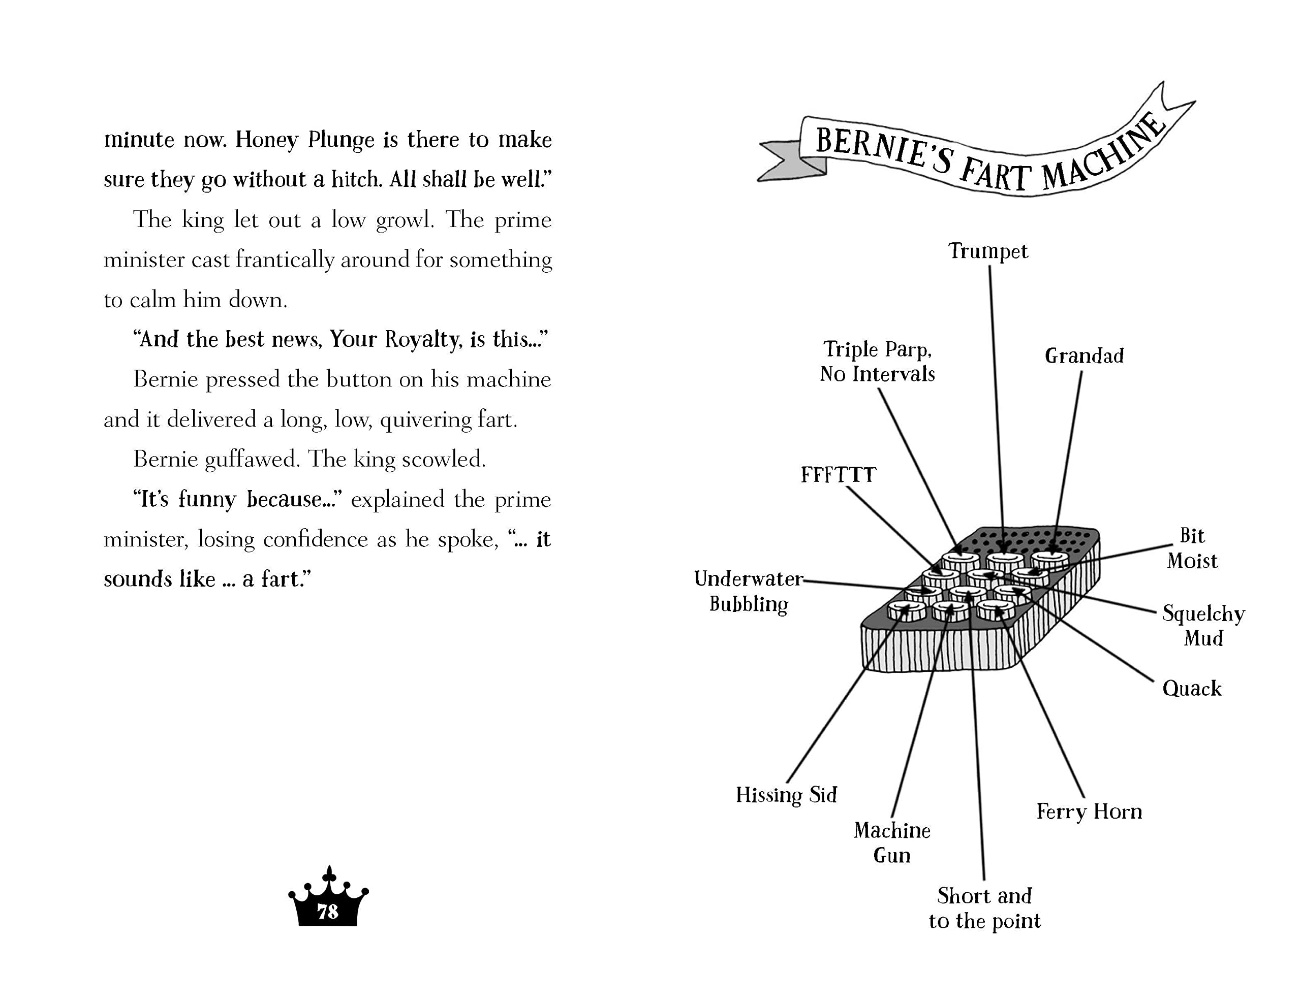 minute now. Honey Plunge is there to make
sure they go without a hitch. All shall be well.”
The king let out a low growl. The prime
minister cast frantically around for something
to calm him down.
“And the best news, Your Royalty, is this...”
Bernie pressed the button on his machine
and it delivered a long, low, quivering fart.
Bernie guffawed. The king scowled.
“It’s funny because...” explained the prime
minister, losing confidence as he spoke, “... it
sounds like ... a fart.”
78
BERNIE’S FART MACHINE
Trumpet
Triple Parp,
No Intervals
Grandad
FFFTTT
Bit
Moist
Underwater
Bubbling
Squelchy
Mud
Quack
Hissing Sid
Ferry Horn
Machine
Gun
Short and
to the point